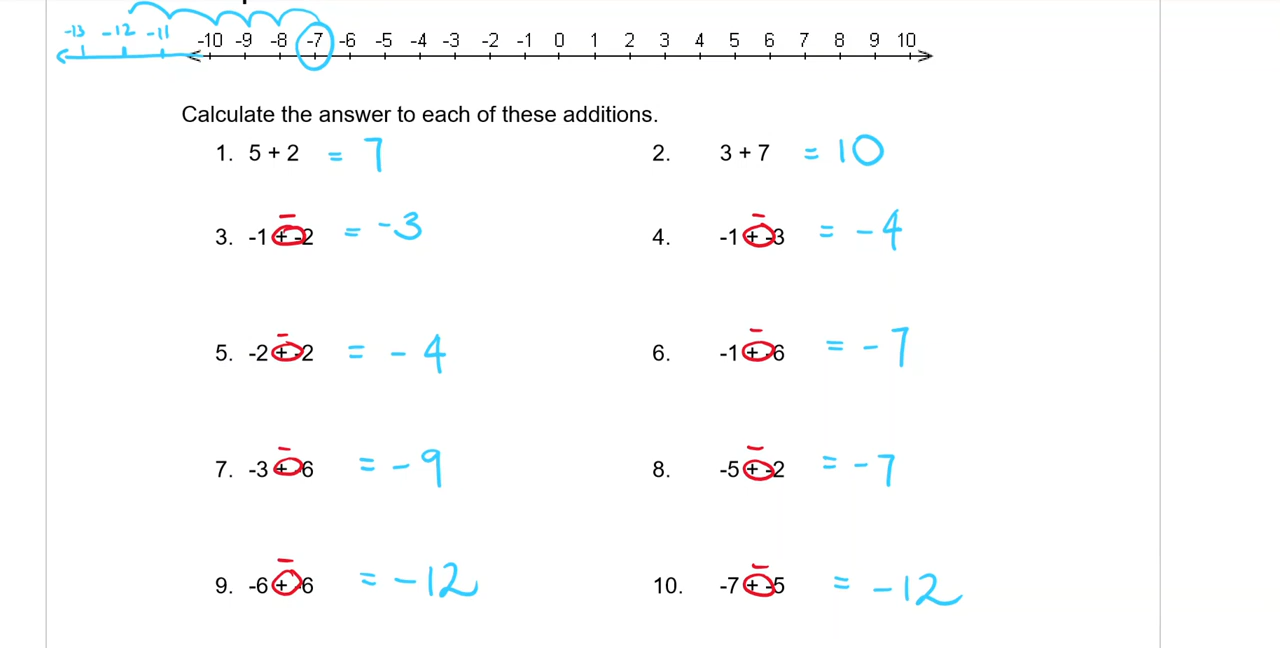 -13 -12 -11 -10 -9 -8 -7 -6 -5 -4 -3 -2 -1 0 1 2 3 4 5 6 7 8 9 10
Calculate the answer to each of these additions.
1. 5 + 2 = 7
2. 3 + 7 = 10
3. -1 + -2 = -3
4. -1 + -3 = -4
5. -2 + -2 = -4
6. -1 + -6 = -7
7. -3 + -6 = -9
8. -5 + -2 = -7
9. -6 + -6 = -12
10. -7 + -5 = -12